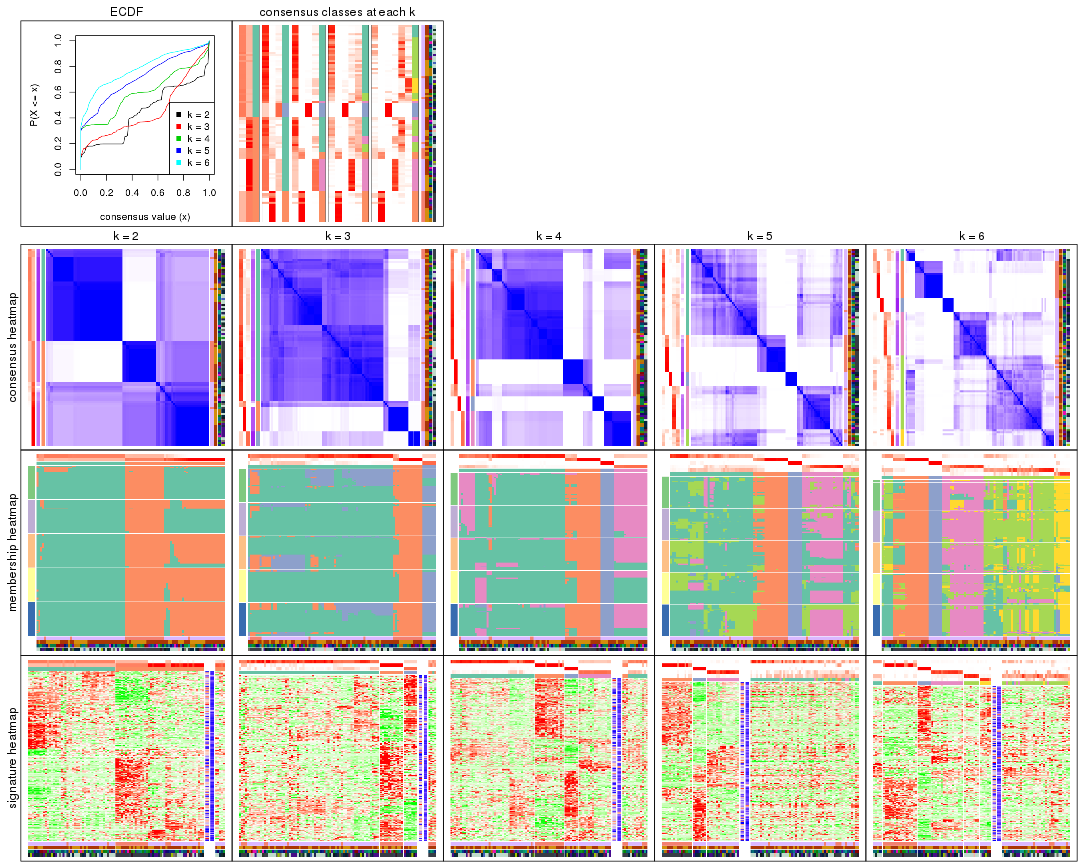 ECDF
consensus classes at each k
P(X <= x)
0.0 0.2 0.4 0.6 0.8 1.0
k = 2
k = 3
k = 4
k = 5
k = 6
0.0 0.2 0.4 0.6 0.8 1.0
consensus value (x)
k = 2
k = 3
k = 4
k = 5
k = 6
consensus heatmap
membership heatmap
signature heatmap